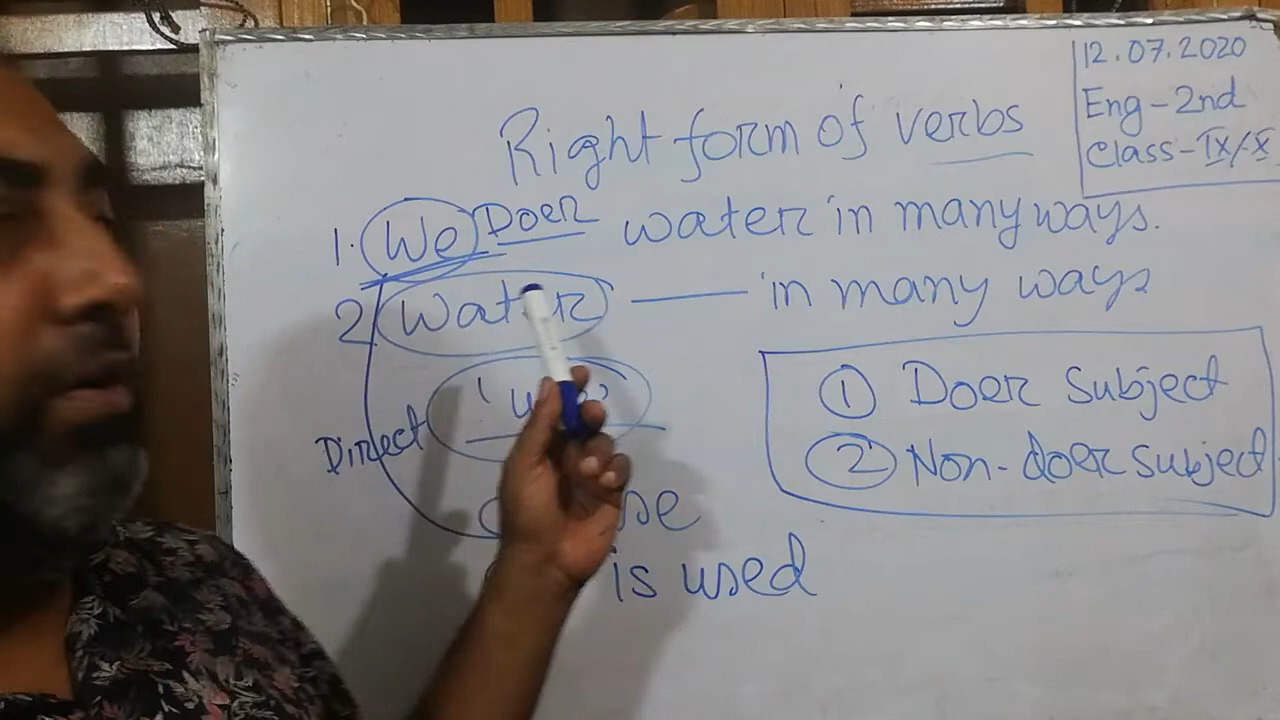 12.07.2020
Eng-2nd
Class-IX/X
Right form of verbs
1. We Doer water in many ways.
2. Water —— in many ways
Direct
① Doer subject
② Non-doer subject
is used